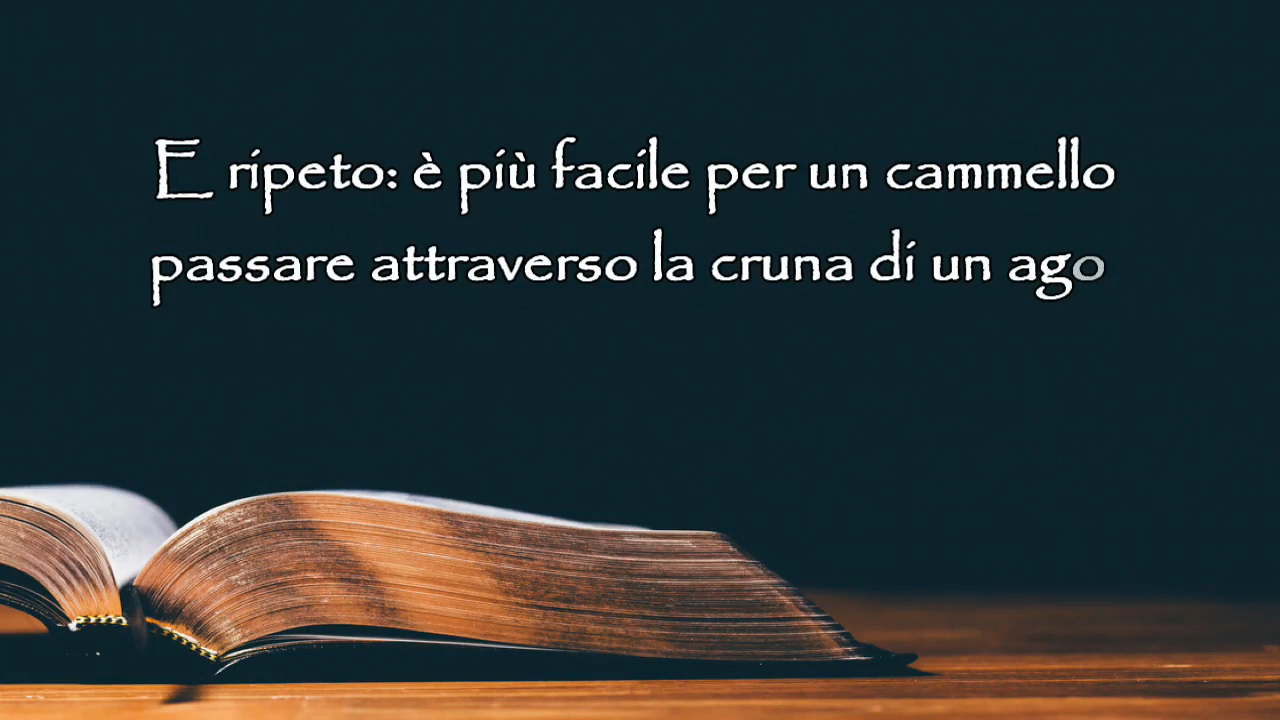 E ripeto: è più facile per un cammello
passare attraverso la cruna di un ago